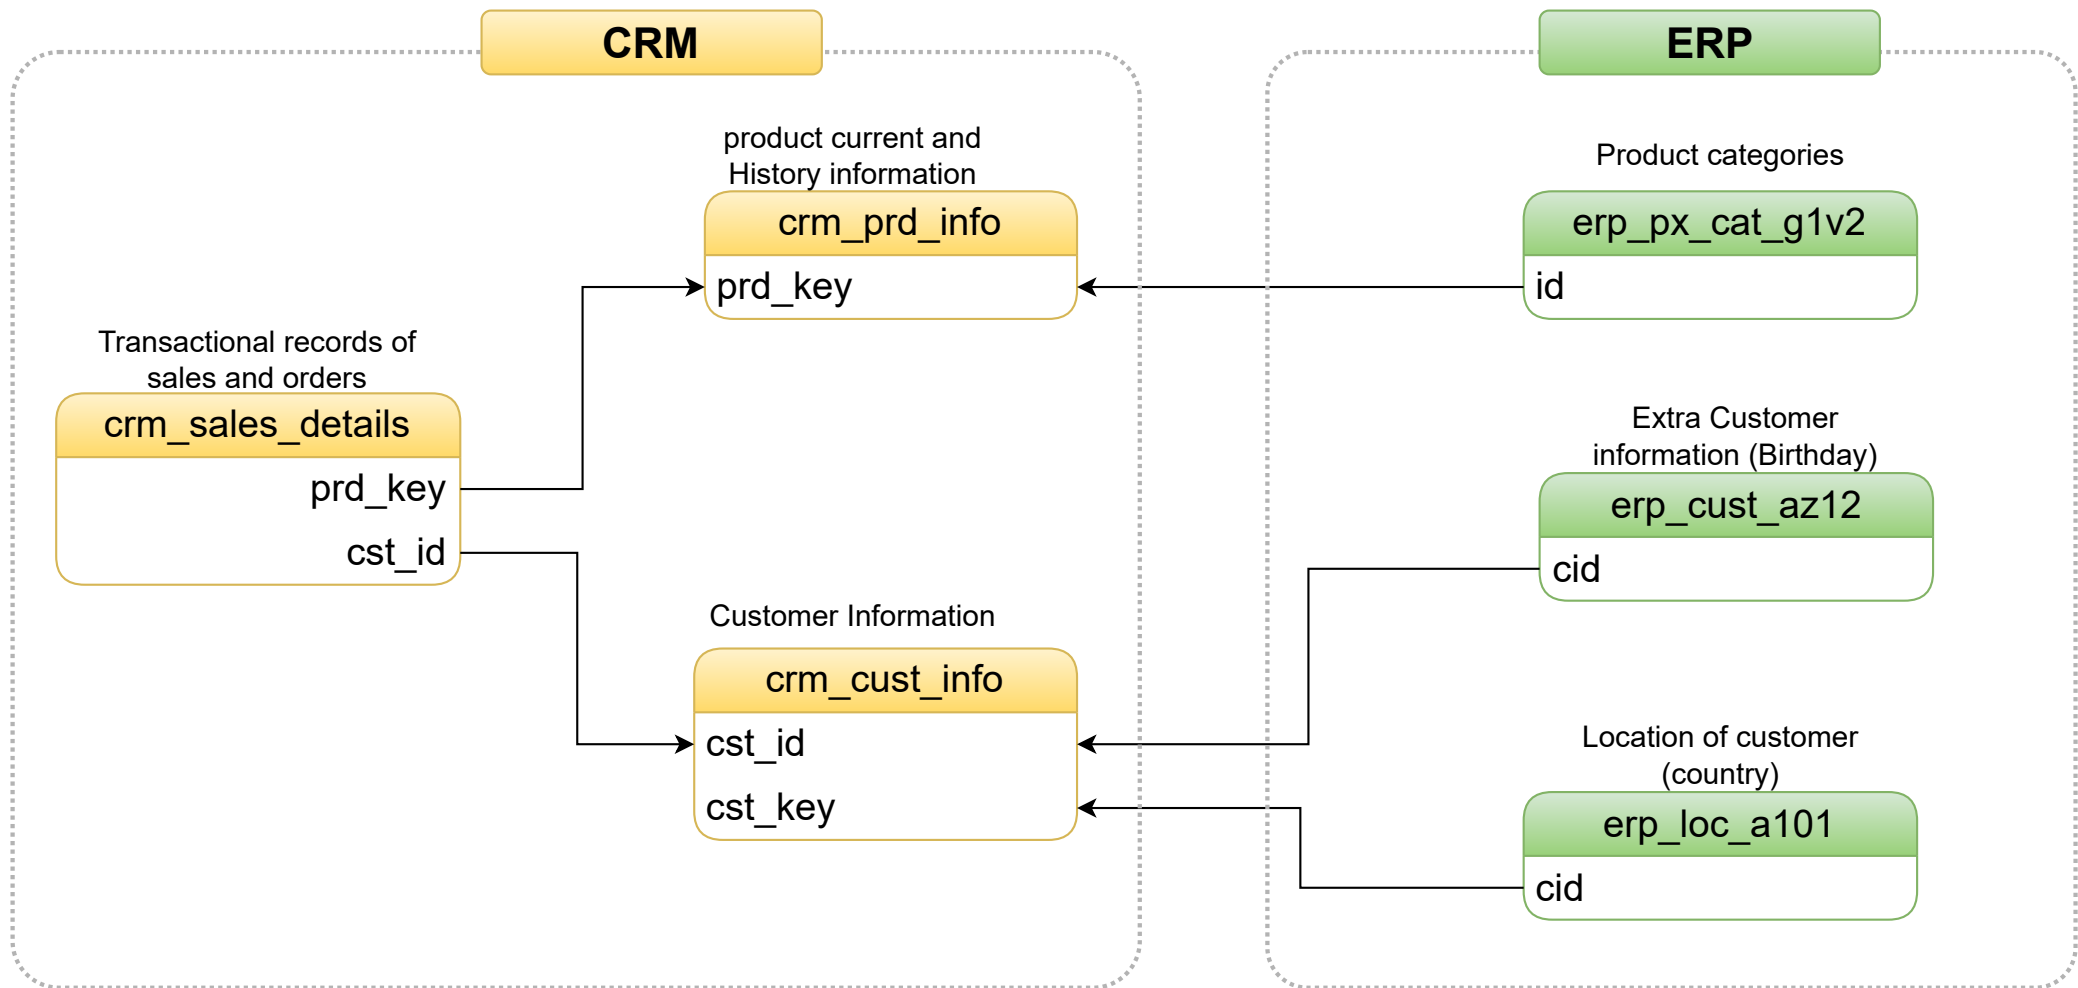 CRM
ERP
product current and
History information
crm_prd_info
prd_key
Product categories
erp_px_cat_g1v2
id
Transactional records of
sales and orders
crm_sales_details
prd_key
cst_id
Extra Customer
information (Birthday)
erp_cust_az12
cid
Customer Information
crm_cust_info
cst_id
cst_key
Location of customer
(country)
erp_loc_a101
cid